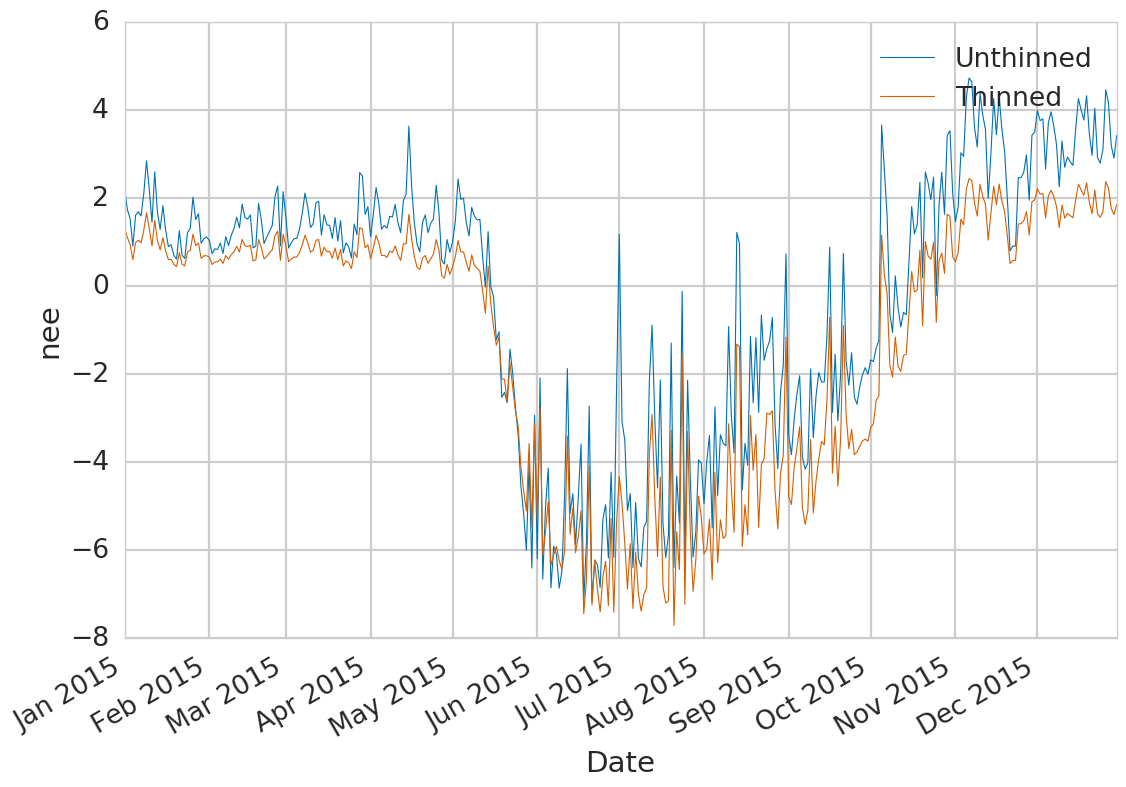 6
4
2
0
−2
−4
−6
−8
nee
Unthinned
Thinned
Jan 2015
Feb 2015
Mar 2015
Apr 2015
May 2015
Jun 2015
Jul 2015
Aug 2015
Sep 2015
Oct 2015
Nov 2015
Dec 2015
Date